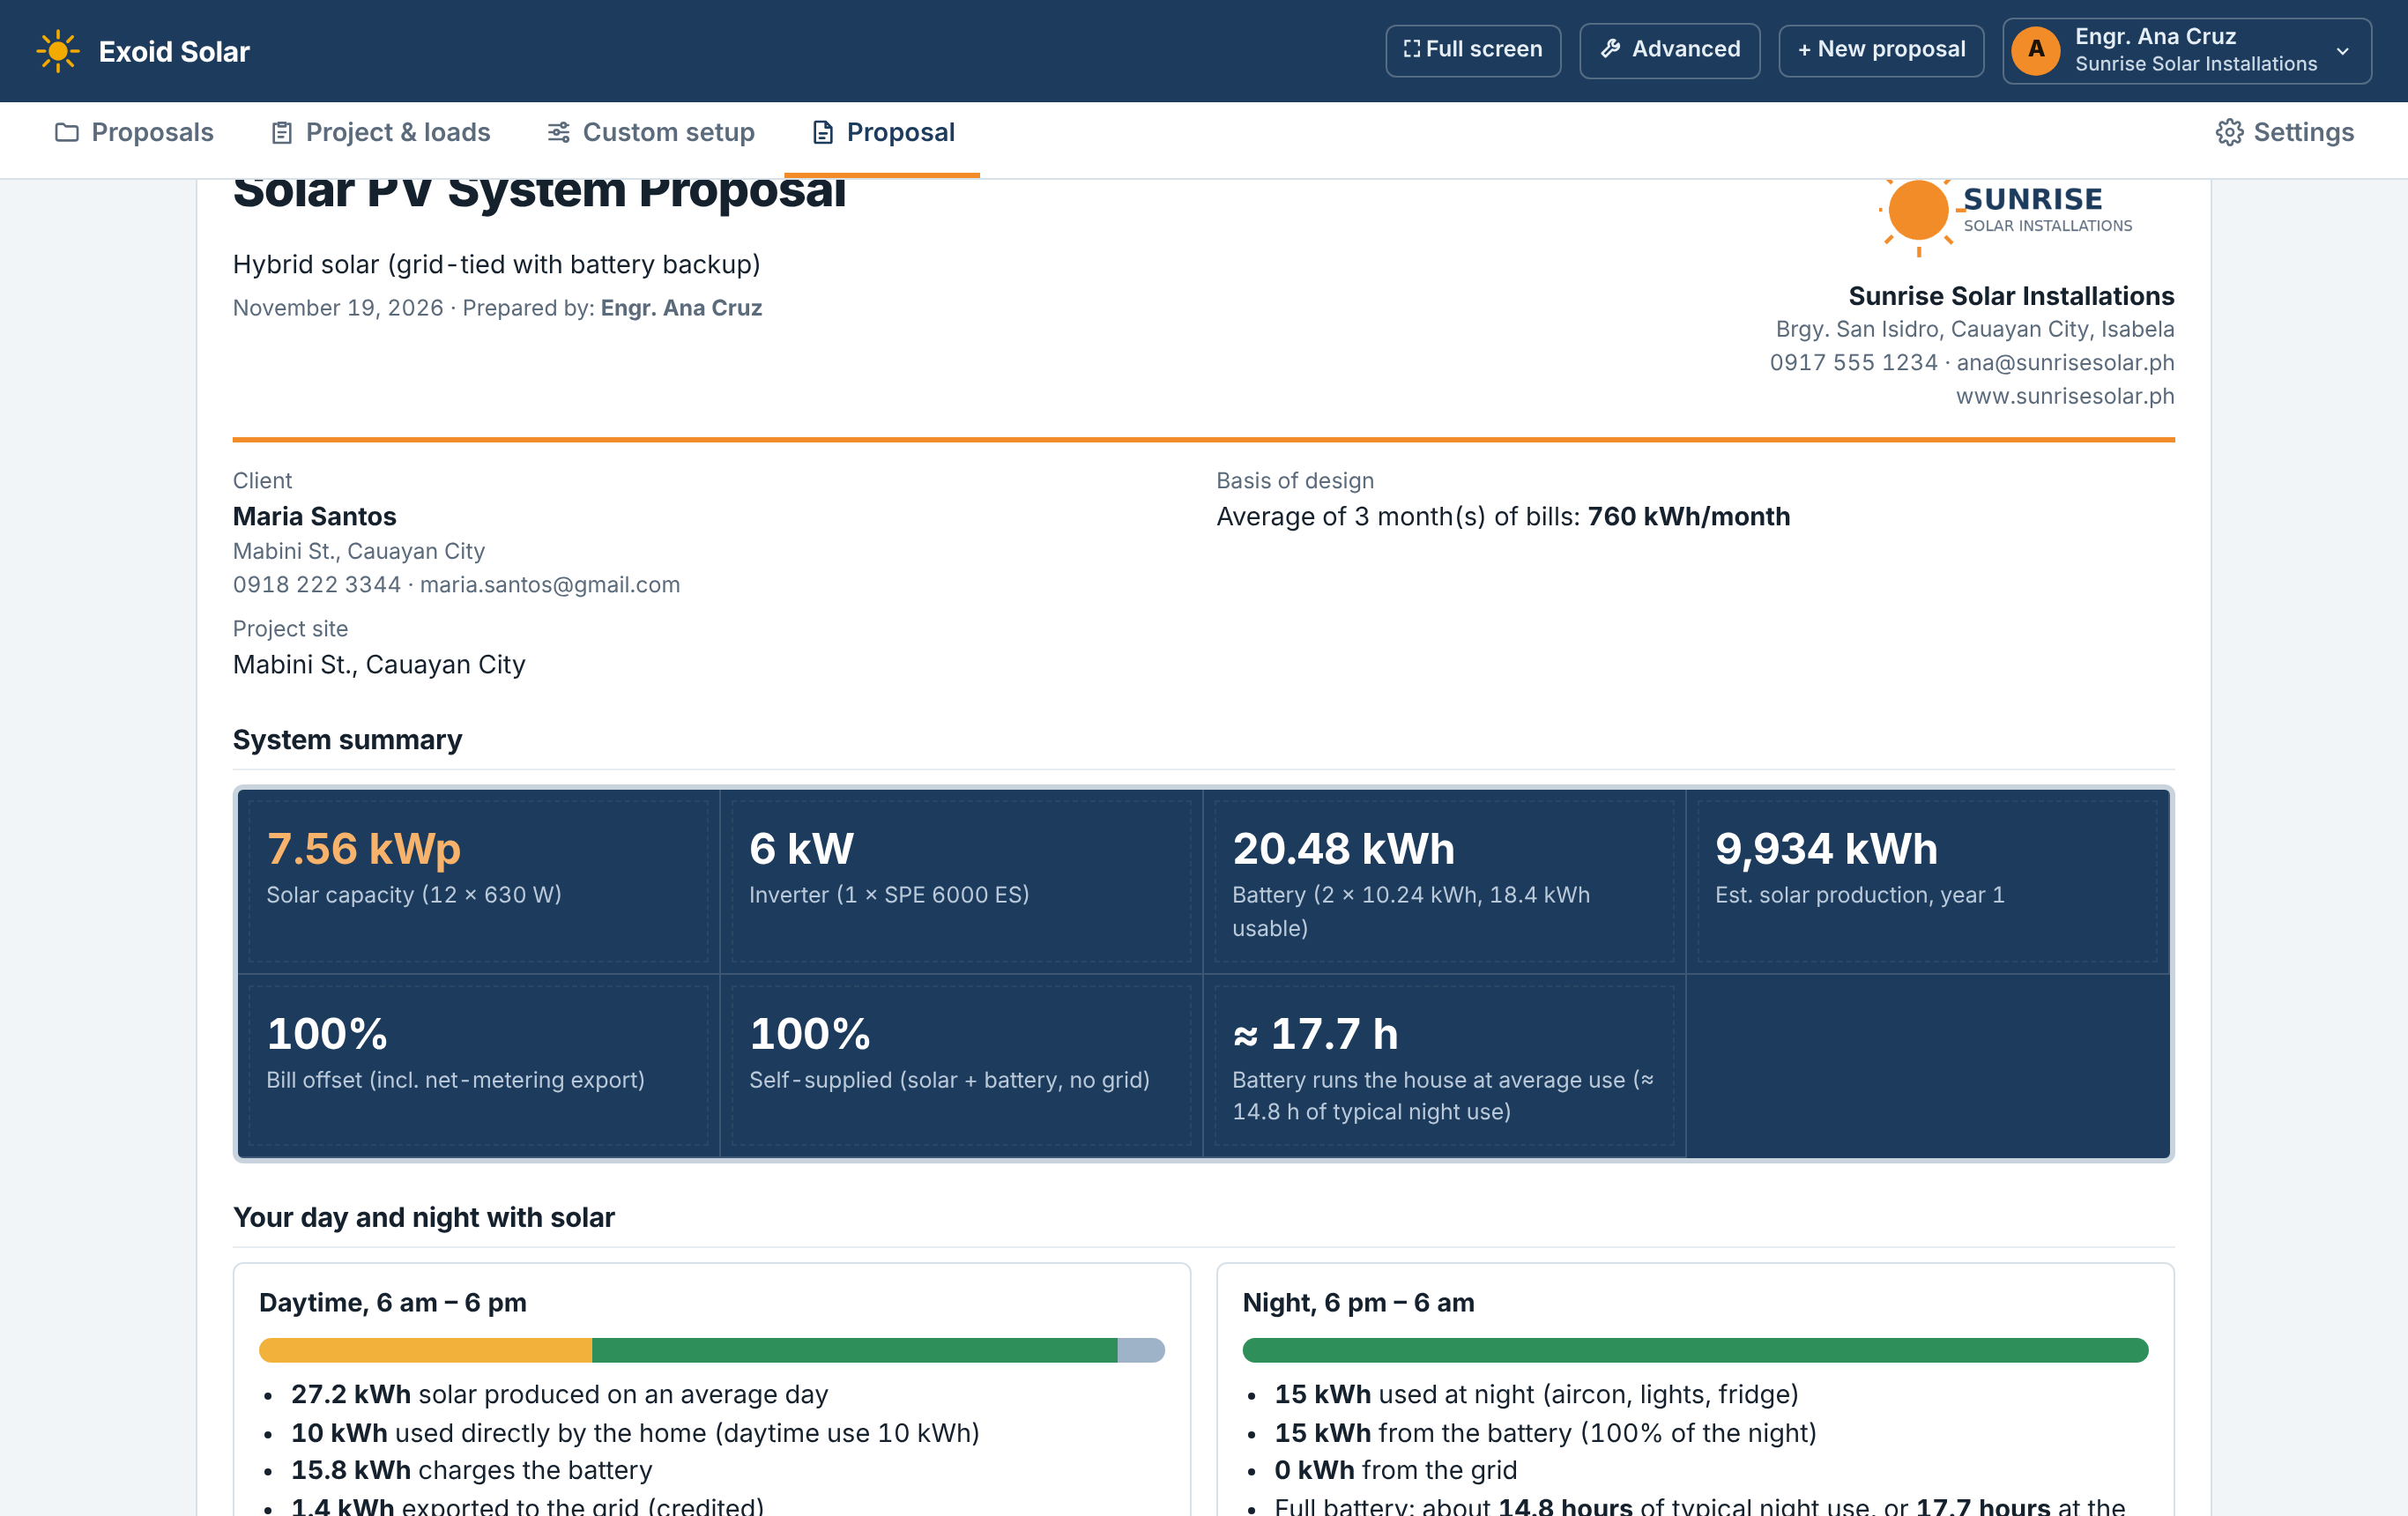 Exoid Solar
Full screen
Advanced
+ New proposal
A
Engr. Ana Cruz
Sunrise Solar Installations
Proposals
Project & loads
Custom setup
Proposal
Settings
Solar PV System Proposal
Hybrid solar (grid-tied with battery backup)
November 19, 2026 · Prepared by: Engr. Ana Cruz
SUNRISE
SOLAR INSTALLATIONS
Sunrise Solar Installations
Brgy. San Isidro, Cauayan City, Isabela
0917 555 1234 · ana@sunrisesolar.ph
www.sunrisesolar.ph
Client
Maria Santos
Mabini St., Cauayan City
0918 222 3344 · maria.santos@gmail.com
Project site
Mabini St., Cauayan City
Basis of design
Average of 3 month(s) of bills: 760 kWh/month
System summary
7.56 kWp
Solar capacity (12 × 630 W)
6 kW
Inverter (1 × SPE 6000 ES)
20.48 kWh
Battery (2 × 10.24 kWh, 18.4 kWh
usable)
9,934 kWh
Est. solar production, year 1
100%
Bill offset (incl. net-metering export)
100%
Self-supplied (solar + battery, no grid)
≈ 17.7 h
Battery runs the house at average use (≈
14.8 h of typical night use)
Your day and night with solar
Daytime, 6 am – 6 pm
• 27.2 kWh solar produced on an average day
• 10 kWh used directly by the home (daytime use 10 kWh)
• 15.8 kWh charges the battery
• 1.4 kWh exported to the grid (credited)
Night, 6 pm – 6 am
• 15 kWh used at night (aircon, lights, fridge)
• 15 kWh from the battery (100% of the night)
• 0 kWh from the grid
• Full battery: about 14.8 hours of typical night use, or 17.7 hours at the